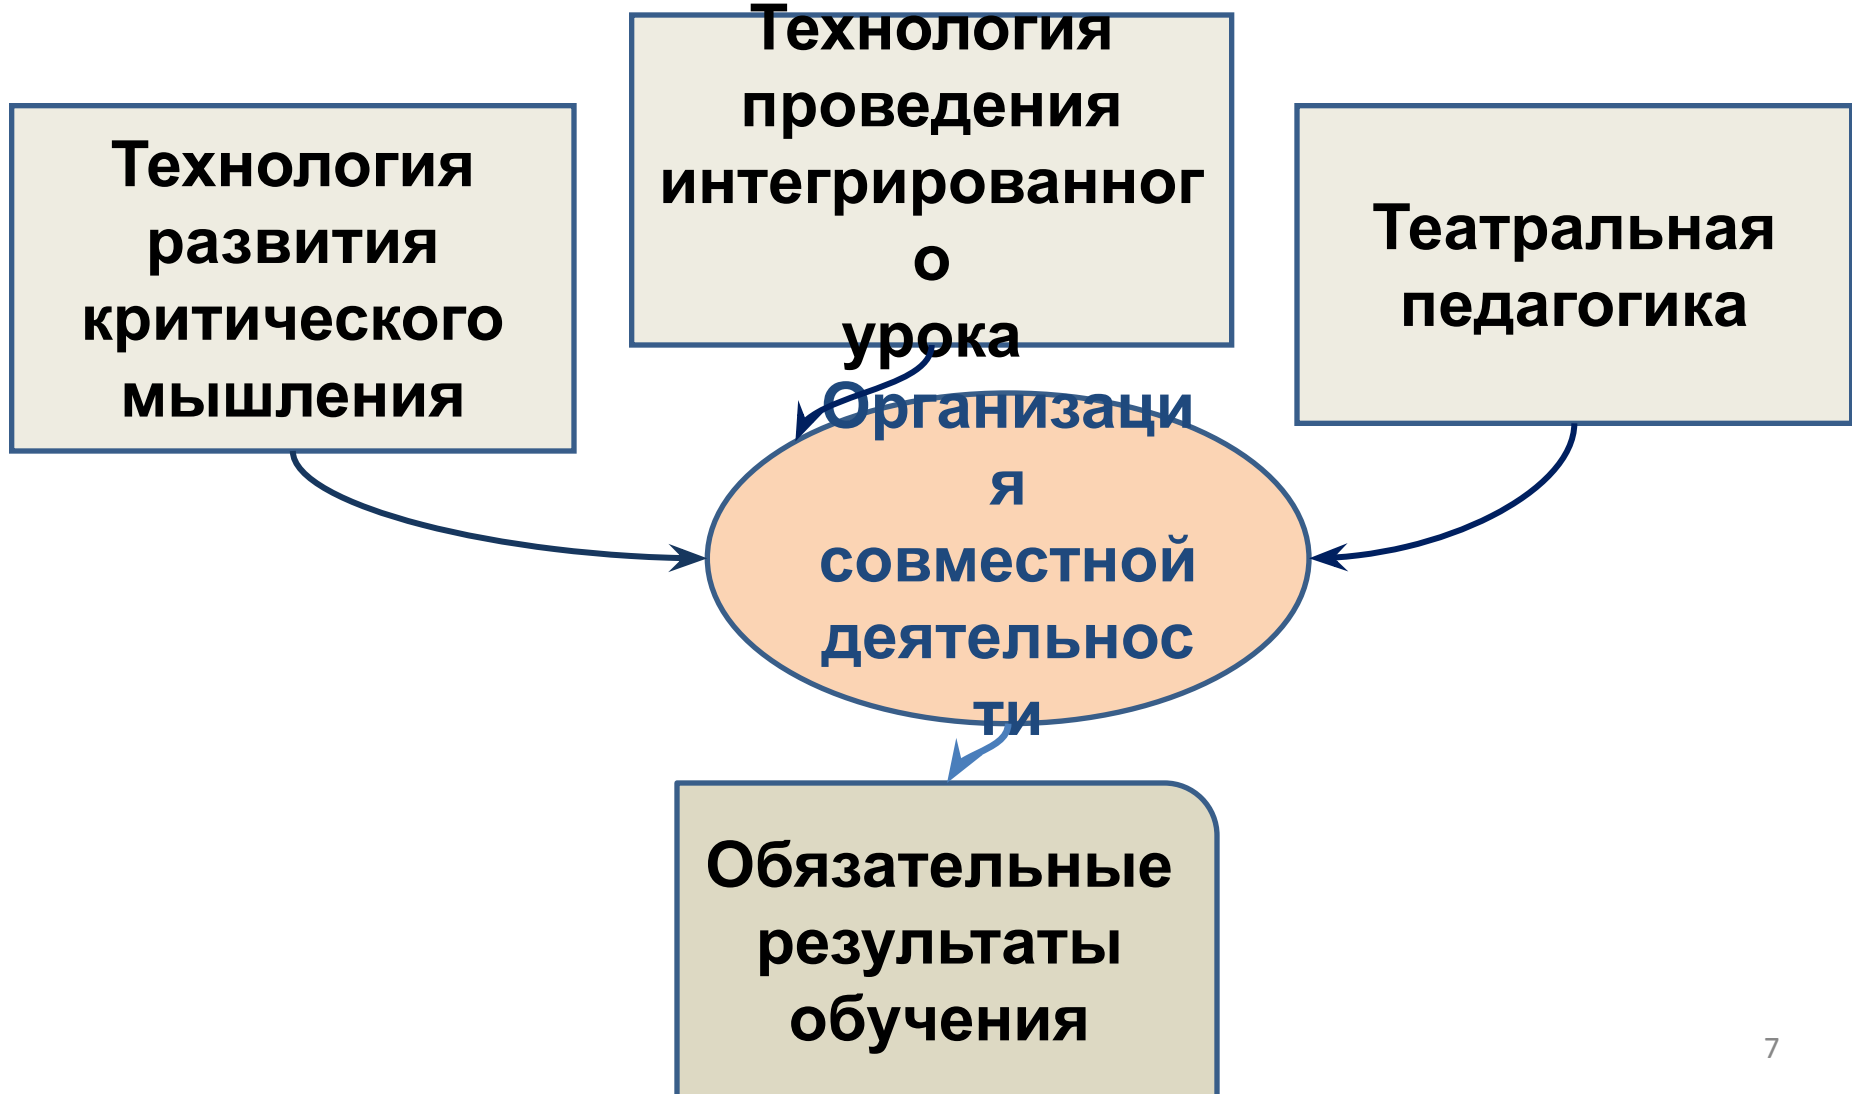 Технология
развития
критического
мышления
Технология
проведения
интегрированног
о
урока
Театральная
педагогика
Организаци
я
совместной
деятельнос
ти
Обязательные
результаты
обучения
7